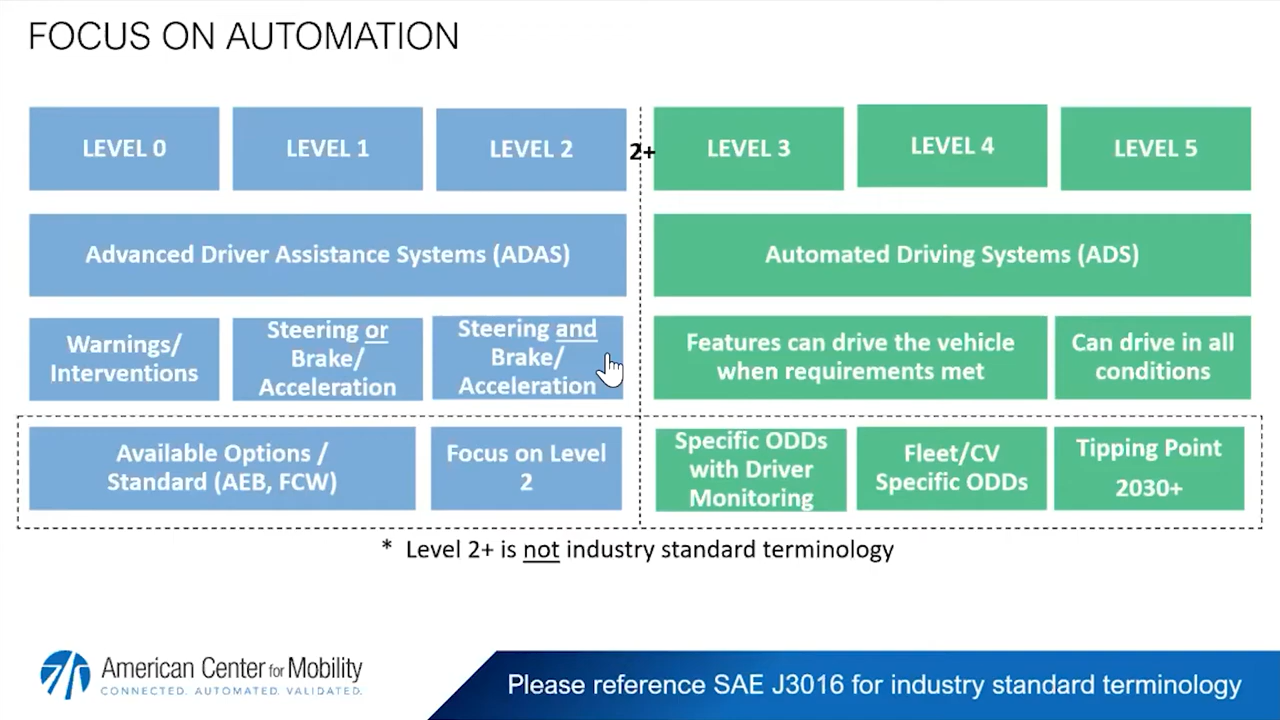 FOCUS ON AUTOMATION
LEVEL 0
LEVEL 1
LEVEL 2
2+
LEVEL 3
LEVEL 4
LEVEL 5
Advanced Driver Assistance Systems (ADAS)
Automated Driving Systems (ADS)
Warnings/
Interventions
Steering or
Brake/
Acceleration
Steering and
Brake/
Acceleration
Features can drive the vehicle
when requirements met
Can drive in all
conditions
Available Options /
Standard (AEB, FCW)
Focus on Level
2
Specific ODDs
with Driver
Monitoring
Fleet/CV
Specific ODDs
Tipping Point
2030+
* Level 2+ is not industry standard terminology
American Center for Mobility
CONNECTED. AUTOMATED. VALIDATED.
Please reference SAE J3016 for industry standard terminology